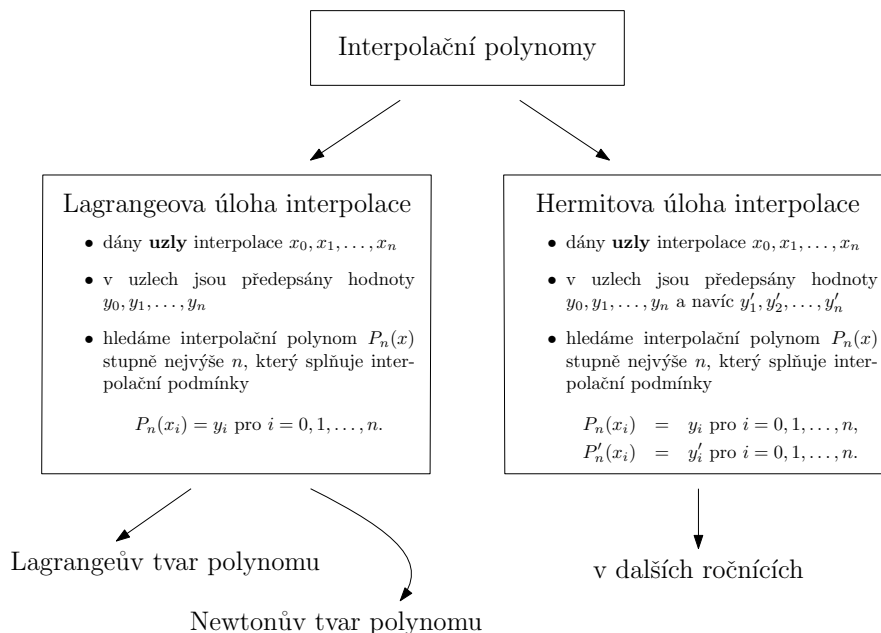 Interpolační polynomy
Lagrangeova úloha interpolace
• dány uzly interpolace x₀, x₁, . . . , xₙ
• v uzlech jsou předepsány hodnoty
y₀, y₁, . . . , yₙ
• hledáme interpolační polynom Pₙ(x)
stupně nejvýše n, který splňuje inter-
polační podmínky
Pₙ(xᵢ) = yᵢ pro i = 0, 1, . . . , n.
Hermitova úloha interpolace
• dány uzly interpolace x₀, x₁, . . . , xₙ
• v uzlech jsou předepsány hodnoty
y₀, y₁, . . . , yₙ a navíc y′₁, y′₂, . . . , y′ₙ
• hledáme interpolační polynom Pₙ(x)
stupně nejvýše n, který splňuje inter-
polační podmínky
Pₙ(xᵢ) = yᵢ pro i = 0, 1, . . . , n,
P′ₙ(xᵢ) = y′ᵢ pro i = 0, 1, . . . , n.
Lagrangeův tvar polynomu
Newtonův tvar polynomu
v dalších ročnících